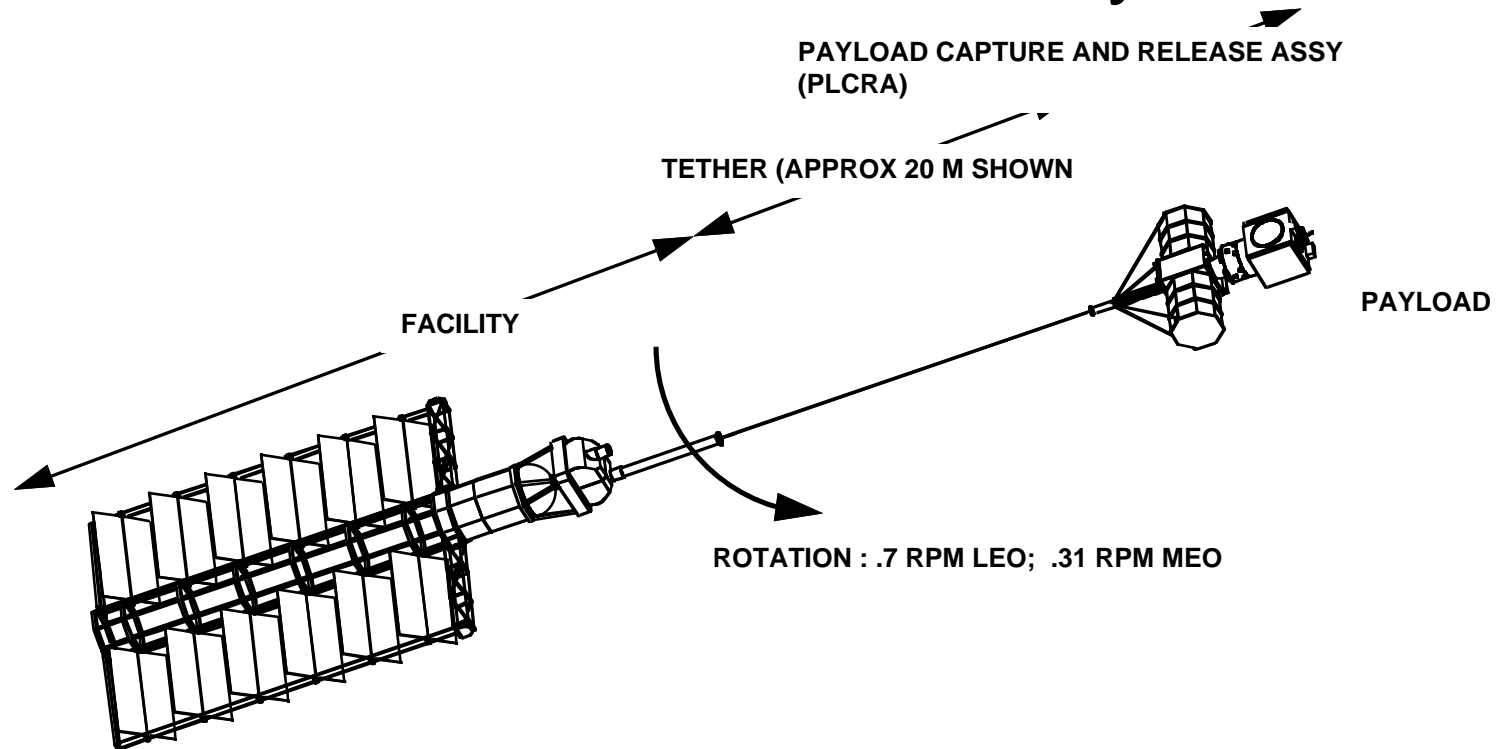 PAYLOAD CAPTURE AND RELEASE ASSY
(PLCRA)
TETHER (APPROX 20 M SHOWN
FACILITY
PAYLOAD
ROTATION : .7 RPM LEO;  .31 RPM MEO